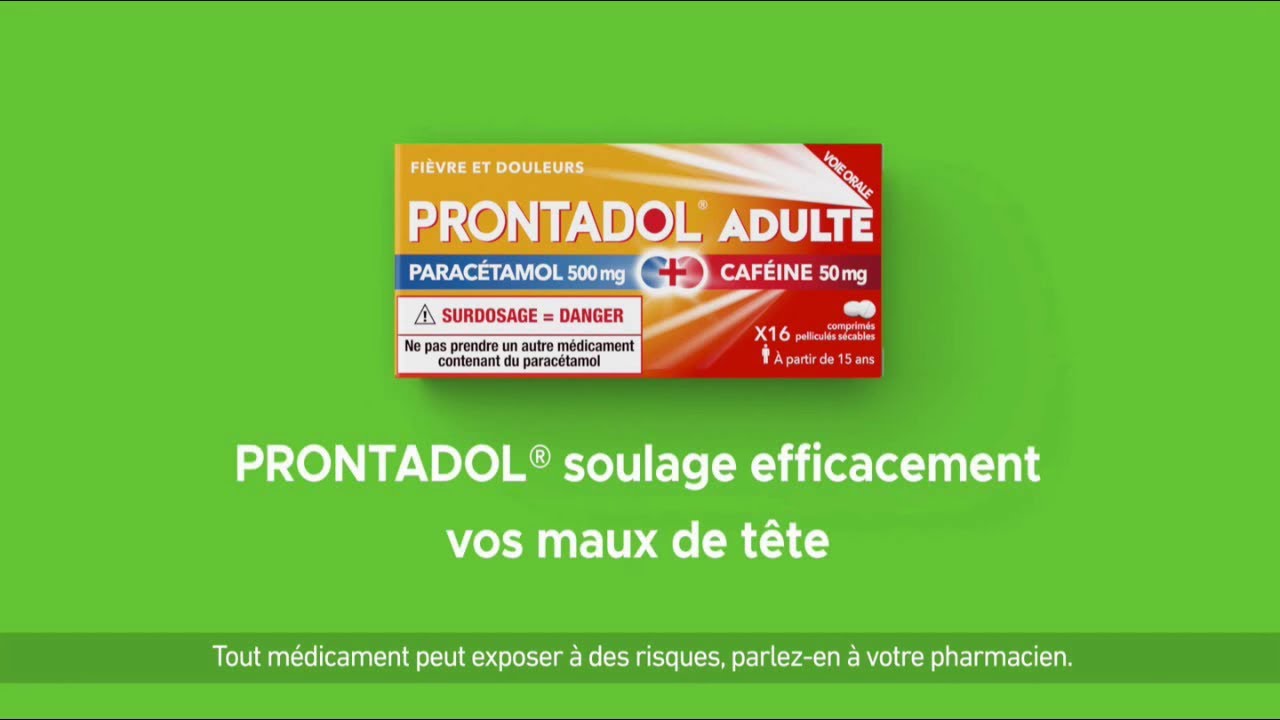 FIÈVRE ET DOULEURS
VOIE ORALE
PRONTADOL® ADULTE
PARACÉTAMOL 500 mg + CAFÉINE 50 mg
SURDOSAGE = DANGER
Ne pas prendre un autre médicament
contenant du paracétamol
X16 comprimés
pelliculés sécables
À partir de 15 ans
PRONTADOL® soulage efficacement
vos maux de tête
Tout médicament peut exposer à des risques, parlez-en à votre pharmacien.